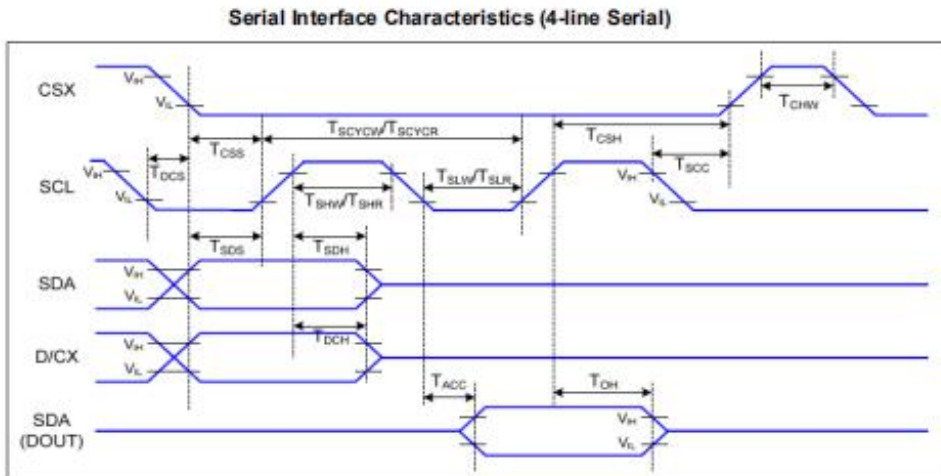 Serial Interface Characteristics (4-line Serial)
CSX
VIH
VIL
TCHW
TSCYCW/TSCYCR
TCSS
TCSH
TDCS
TSCC
SCL
VIH
VIL
TSLW/TSLR
VIH
VIL
TSHW/TSHR
TSDS
TSDH
SDA
VIH
VIL
D/CX
VIH
VIL
TDCH
TACC
TOH
SDA
(DOUT)
VIH
VIL